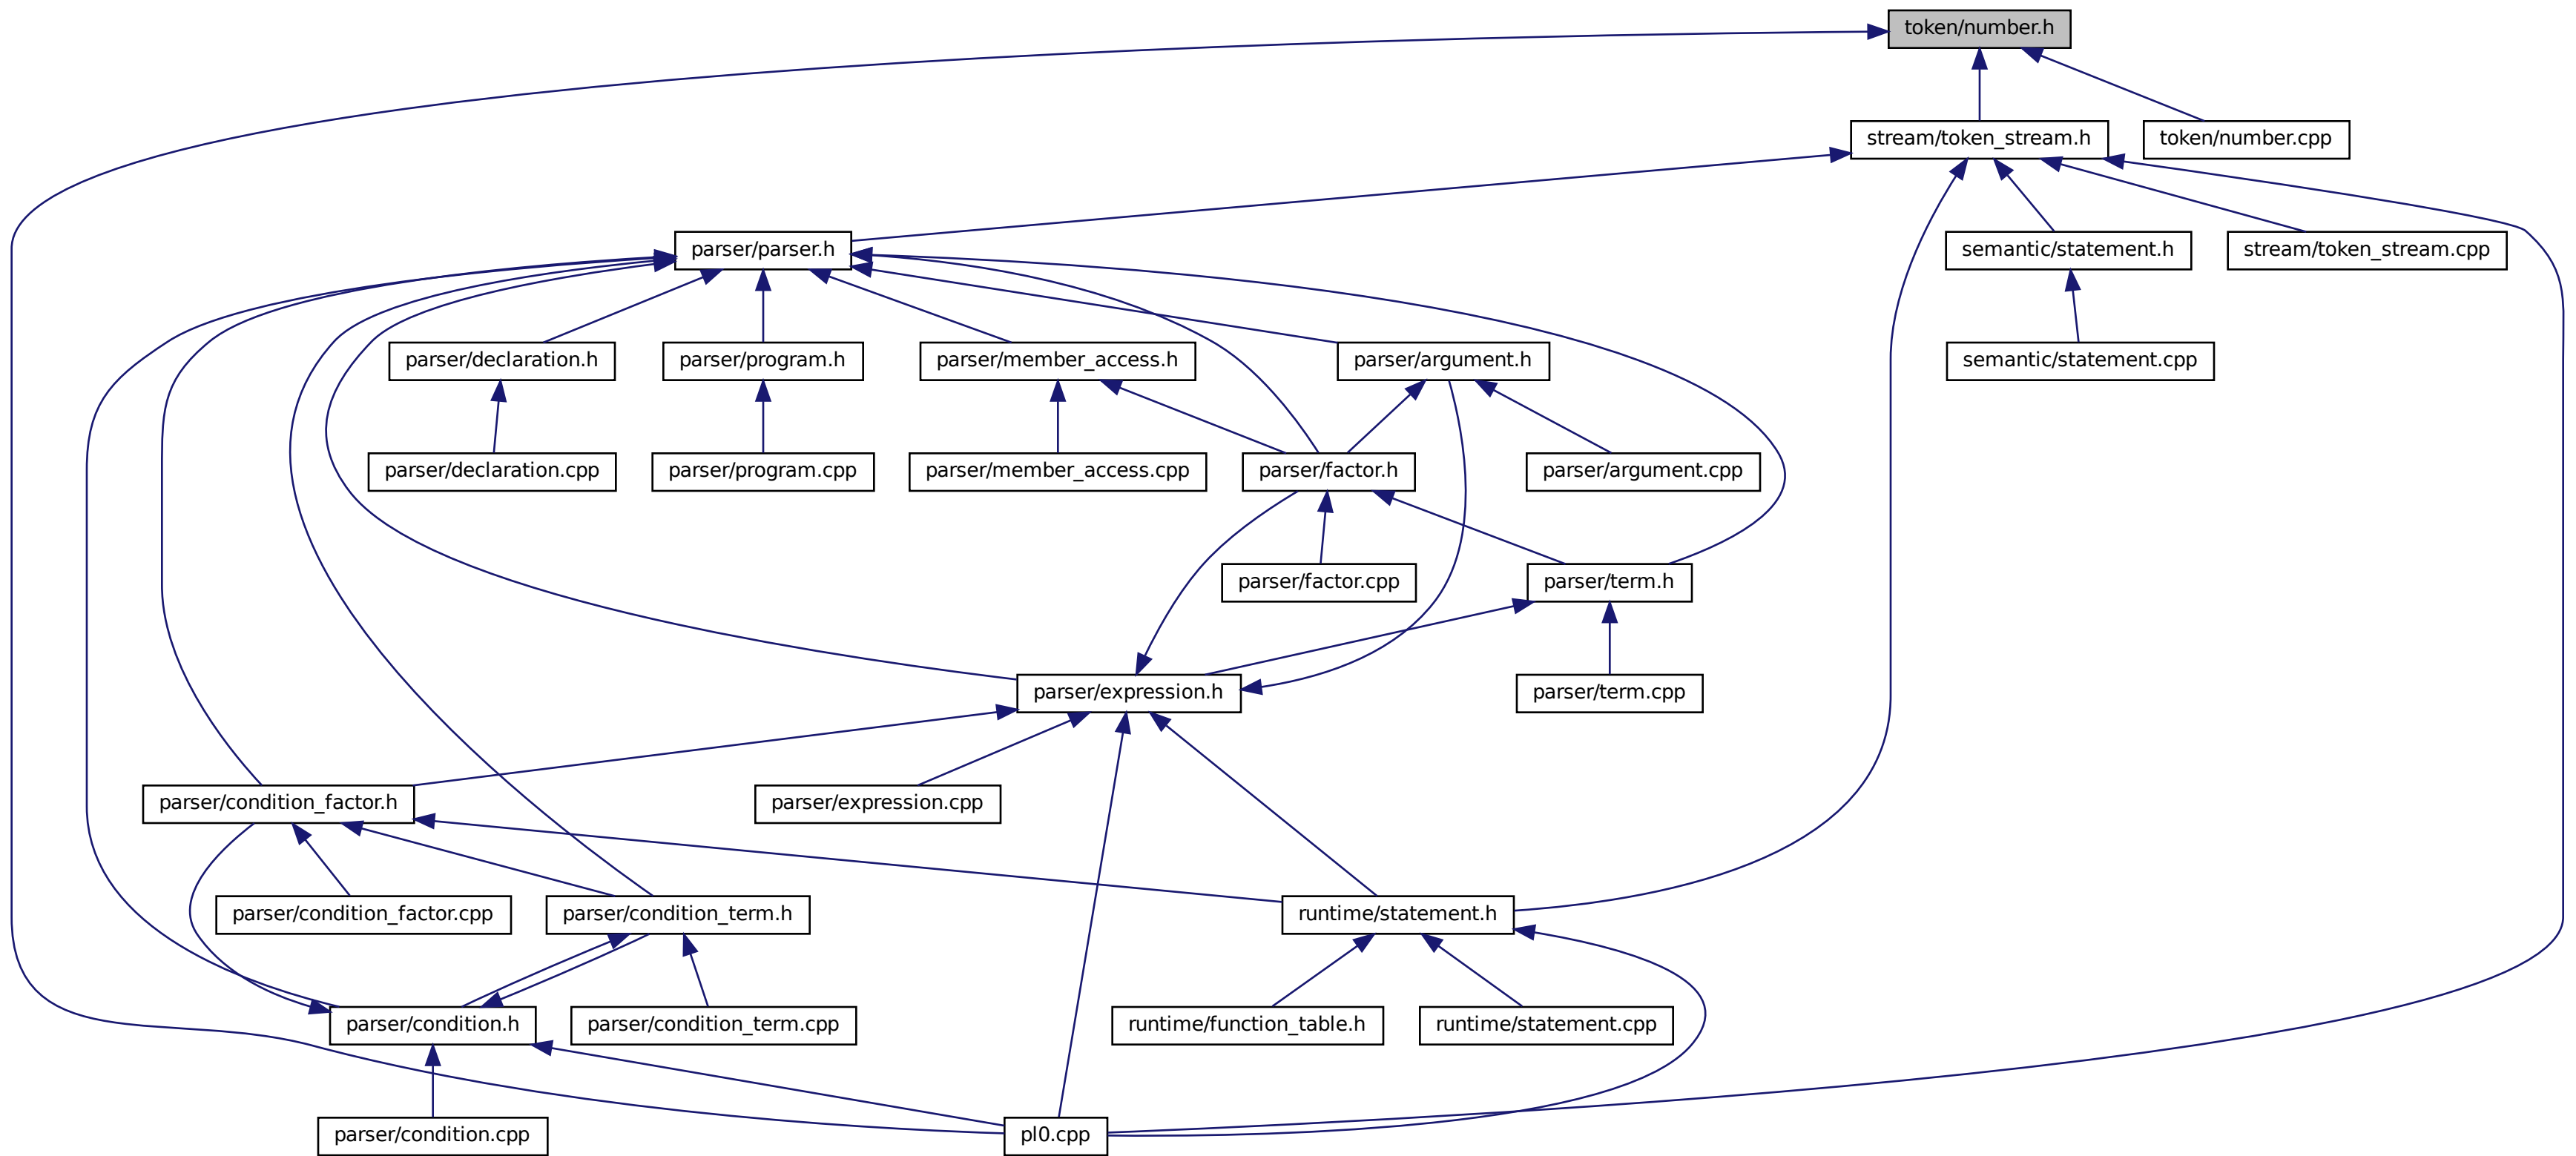 token/number.h
stream/token_stream.h
token/number.cpp
parser/parser.h
semantic/statement.h
stream/token_stream.cpp
parser/declaration.h
parser/program.h
parser/member_access.h
parser/argument.h
semantic/statement.cpp
parser/declaration.cpp
parser/program.cpp
parser/member_access.cpp
parser/factor.h
parser/argument.cpp
parser/factor.cpp
parser/term.h
parser/expression.h
parser/term.cpp
parser/condition_factor.h
parser/expression.cpp
parser/condition_factor.cpp
parser/condition_term.h
runtime/statement.h
parser/condition.h
parser/condition_term.cpp
runtime/function_table.h
runtime/statement.cpp
parser/condition.cpp
pl0.cpp